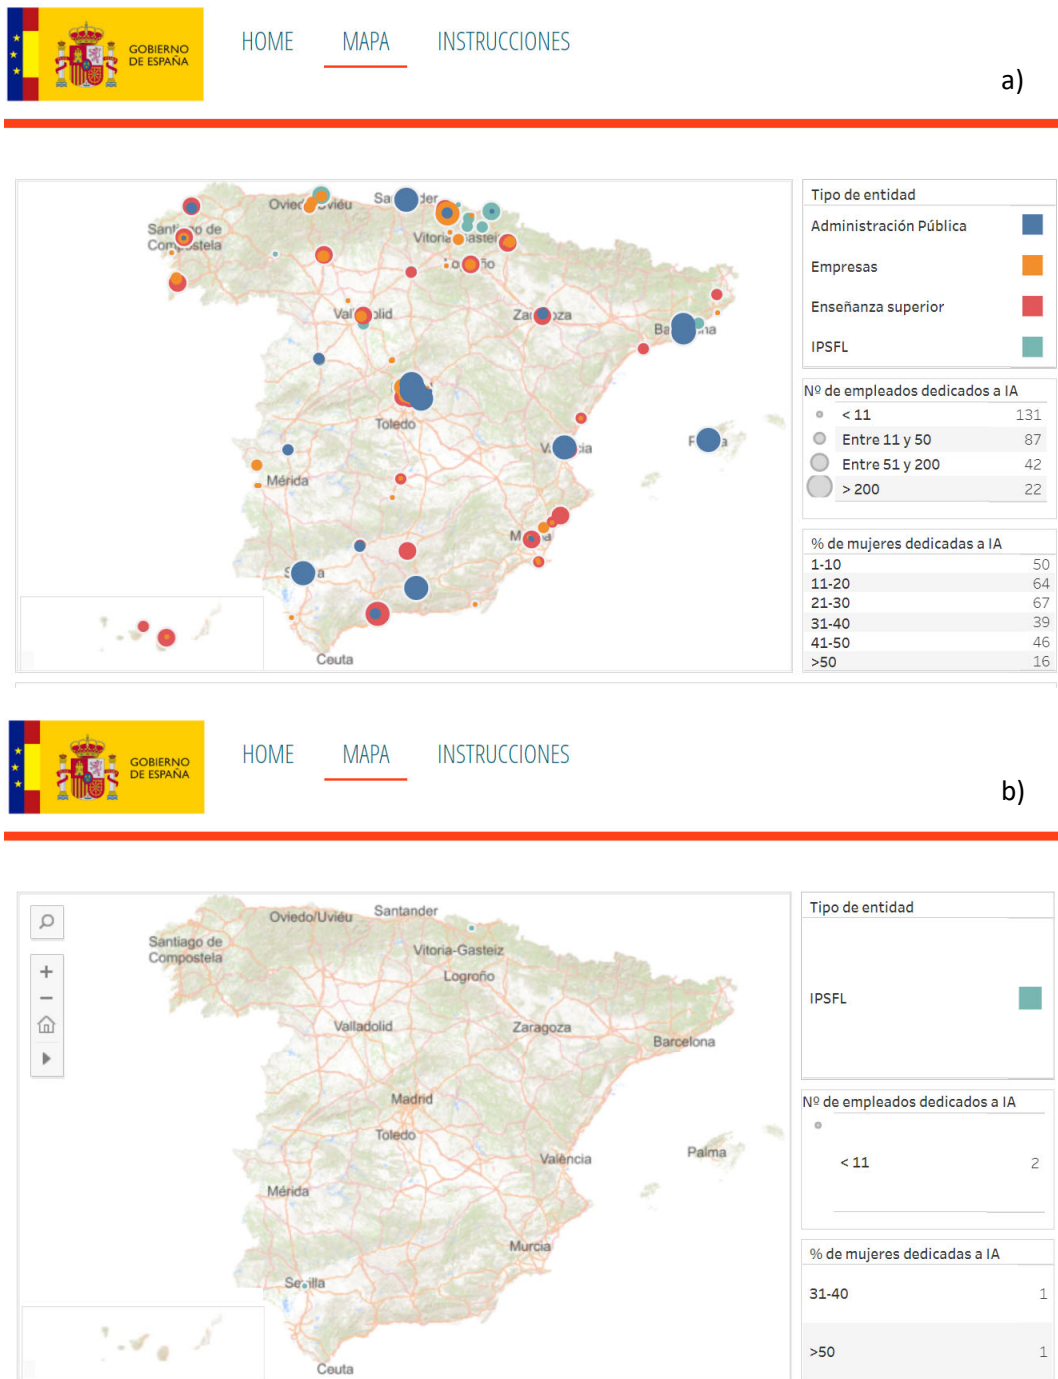 GOBIERNO
DE ESPAÑA
HOME MAPA INSTRUCCIONES
a)
Oviedo/Uviéu
Santiago de
Compostela
Toledo
Mérida
Ceuta
Tipo de entidad
Administración Pública
Empresas
Enseñanza superior
IPSFL
Nº de empleados dedicados a IA
< 11 131
Entre 11 y 50 87
Entre 51 y 200 42
> 200 22
% de mujeres dedicadas a IA
1-10 50
11-20 64
21-30 67
31-40 39
41-50 46
>50 16
GOBIERNO
DE ESPAÑA
HOME MAPA INSTRUCCIONES
b)
Oviedo/Uviéu
Santander
Santiago de
Compostela
Vitoria-Gasteiz
Logroño
Valladolid
Zaragoza
Barcelona
Madrid
Toledo
València
Palma
Mérida
Murcia
Sevilla
Ceuta
Tipo de entidad
IPSFL
Nº de empleados dedicados a IA
< 11 2
% de mujeres dedicadas a IA
31-40 1
>50 1